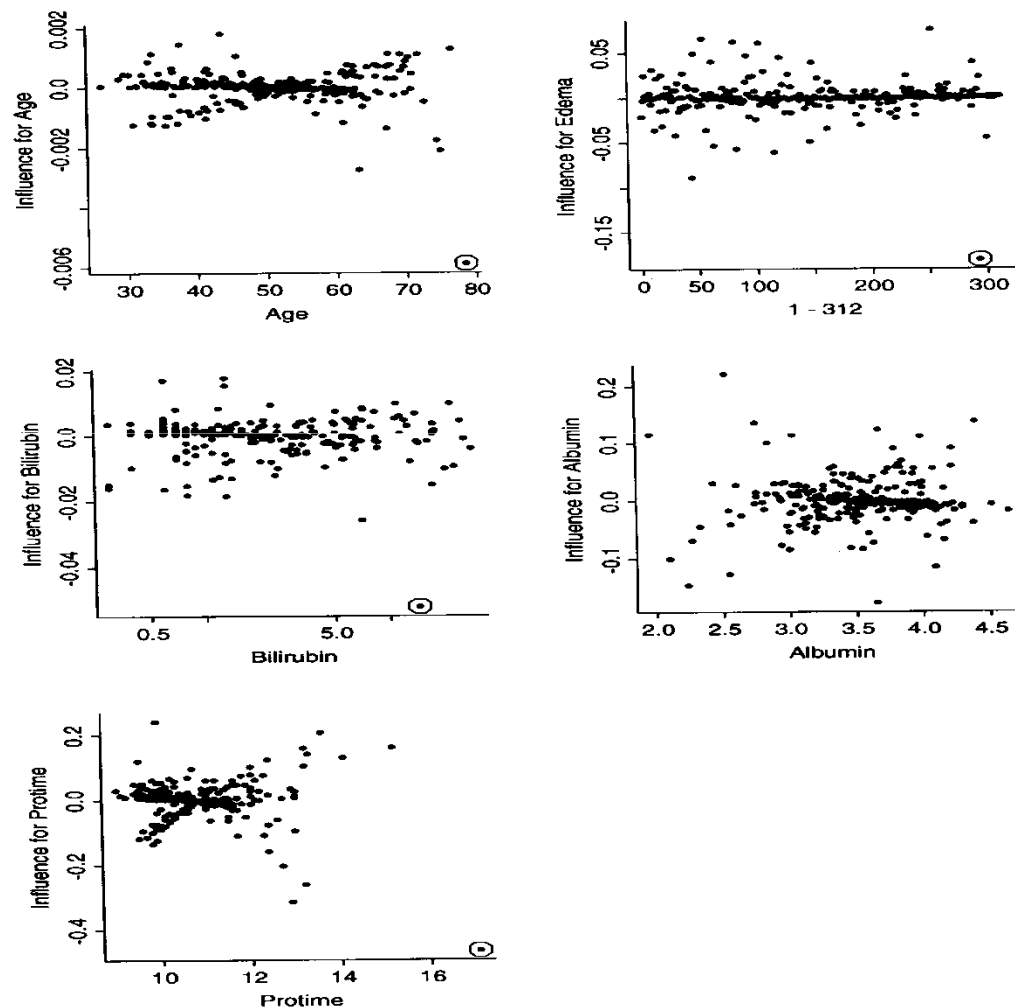 0.002
0.0
-0.002
-0.006
Influence for Age
30 40 50 60 70 80
Age
0.05
-0.05
-0.15
Influence for Edema
0 50 100 200 300
1 - 312
0.02
0.0
-0.02
-0.04
Influence for Bilirubin
0.5 5.0
Bilirubin
0.2
0.1
0.0
-0.1
Influence for Albumin
2.0 2.5 3.0 3.5 4.0 4.5
Albumin
0.2
0.0
-0.2
-0.4
Influence for Protime
10 12 14 16
Protime